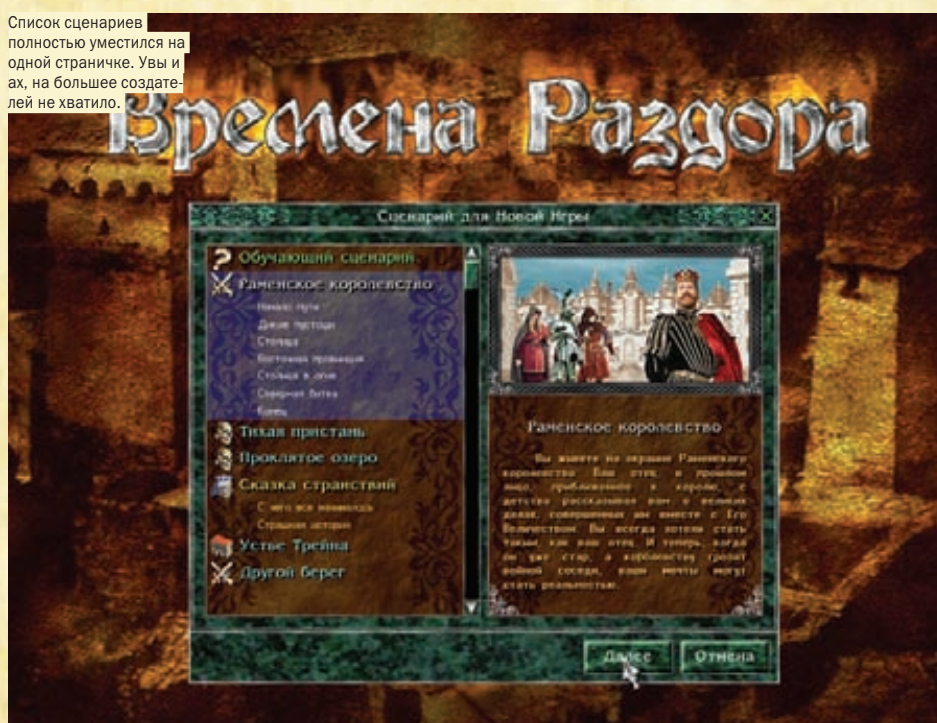 Список сценариев
полностью уместился на
одной страничке. Увы и
ах, на большее создате-
лей не хватило.
Времена Раздора
Сценарий для Новой Игры
Обучающий сценарий
Раменское королевство
Начало пути
Дикие пустоши
Столица
Восточная провинция
Столица в огне
Северная битва
Конец
Тихая пристань
Проклятое озеро
Сказка странствий
С чего все начиналось
Страшная история
Устье Трейна
Другой берег
Раменское королевство
Вы живете на окраине Раменского
королевства. Ваш отец, в прошлом
лицо, приближенное к королю, с
детства рассказывал вам о великих
делах, совершенных им вместе с Его
Величеством. Вы всегда хотели стать
таким, как ваш отец. И теперь, когда
он уже стар, а королевству грозят
войной соседи, ваши мечты могут
стать реальностью.
Далее
Отмена